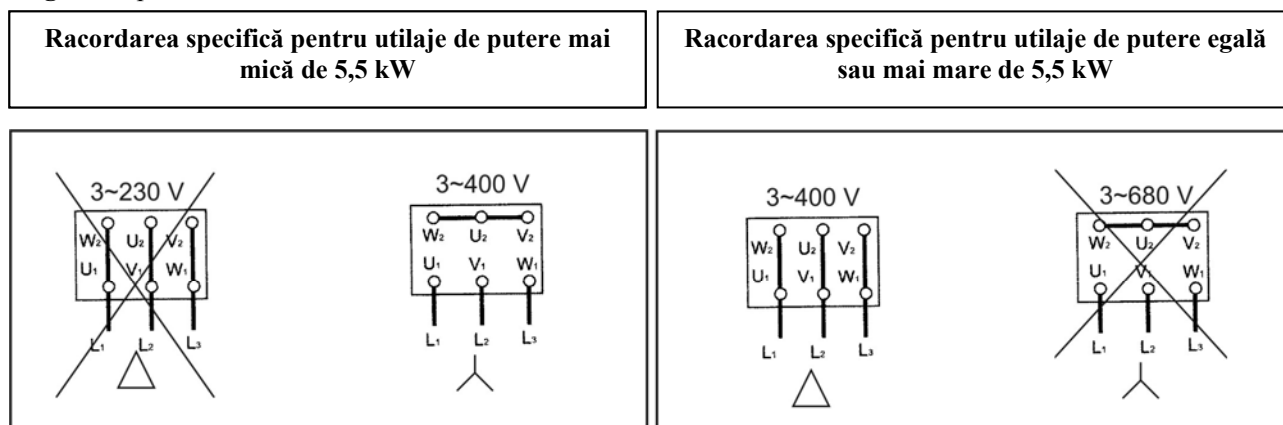 Racordarea specifică pentru utilaje de putere mai
mică de 5,5 kW
Racordarea specifică pentru utilaje de putere egală
sau mai mare de 5,5 kW
3~230 V
W2 U2 V2
U1 V1 W1
L1 L2 L3
3~400 V
W2 U2 V2
U1 V1 W1
L1 L2 L3
3~400 V
W2 U2 V2
U1 V1 W1
L1 L2 L3
3~680 V
W2 U2 V2
U1 V1 W1
L1 L2 L3